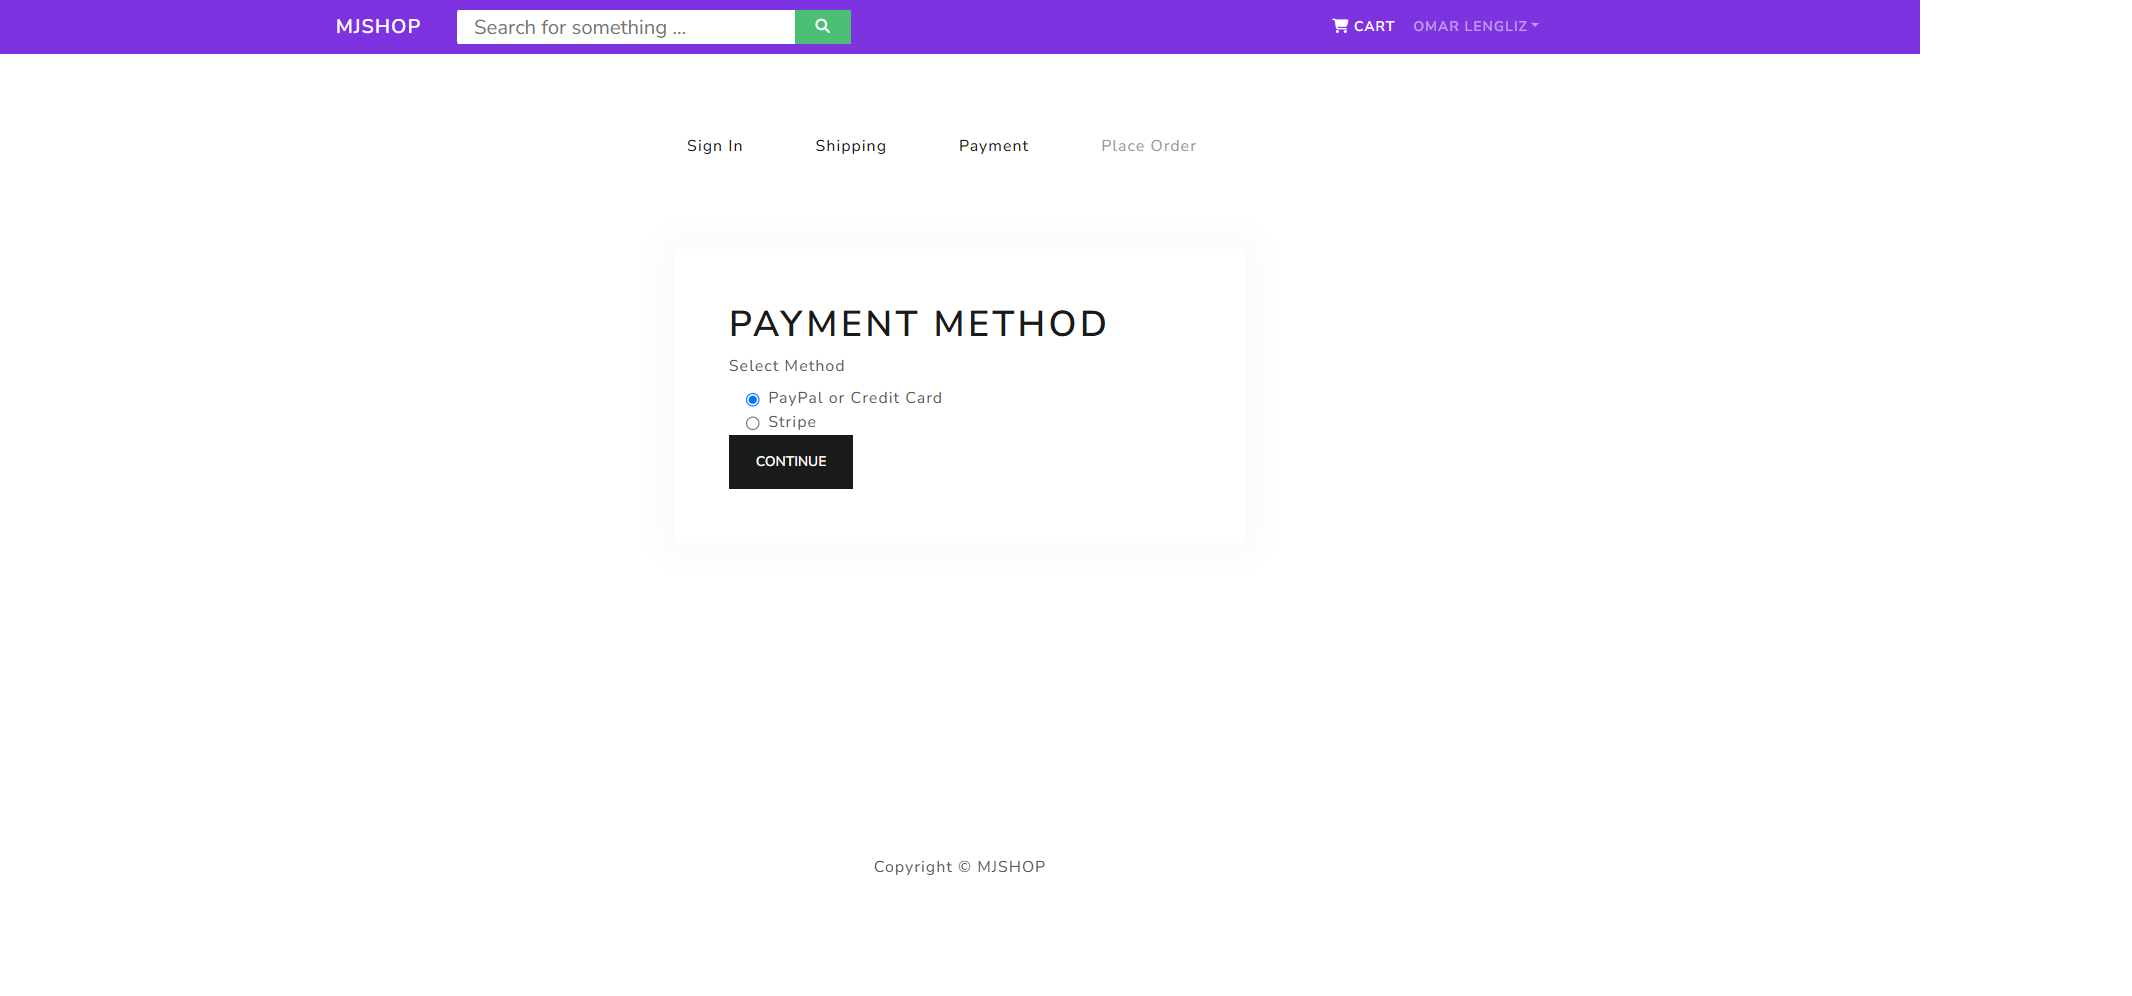 MJSHOP
Search for something ...
CART
OMAR LENGLIZ
Sign In
Shipping
Payment
Place Order
PAYMENT METHOD
Select Method
PayPal or Credit Card
Stripe
CONTINUE
Copyright © MJSHOP